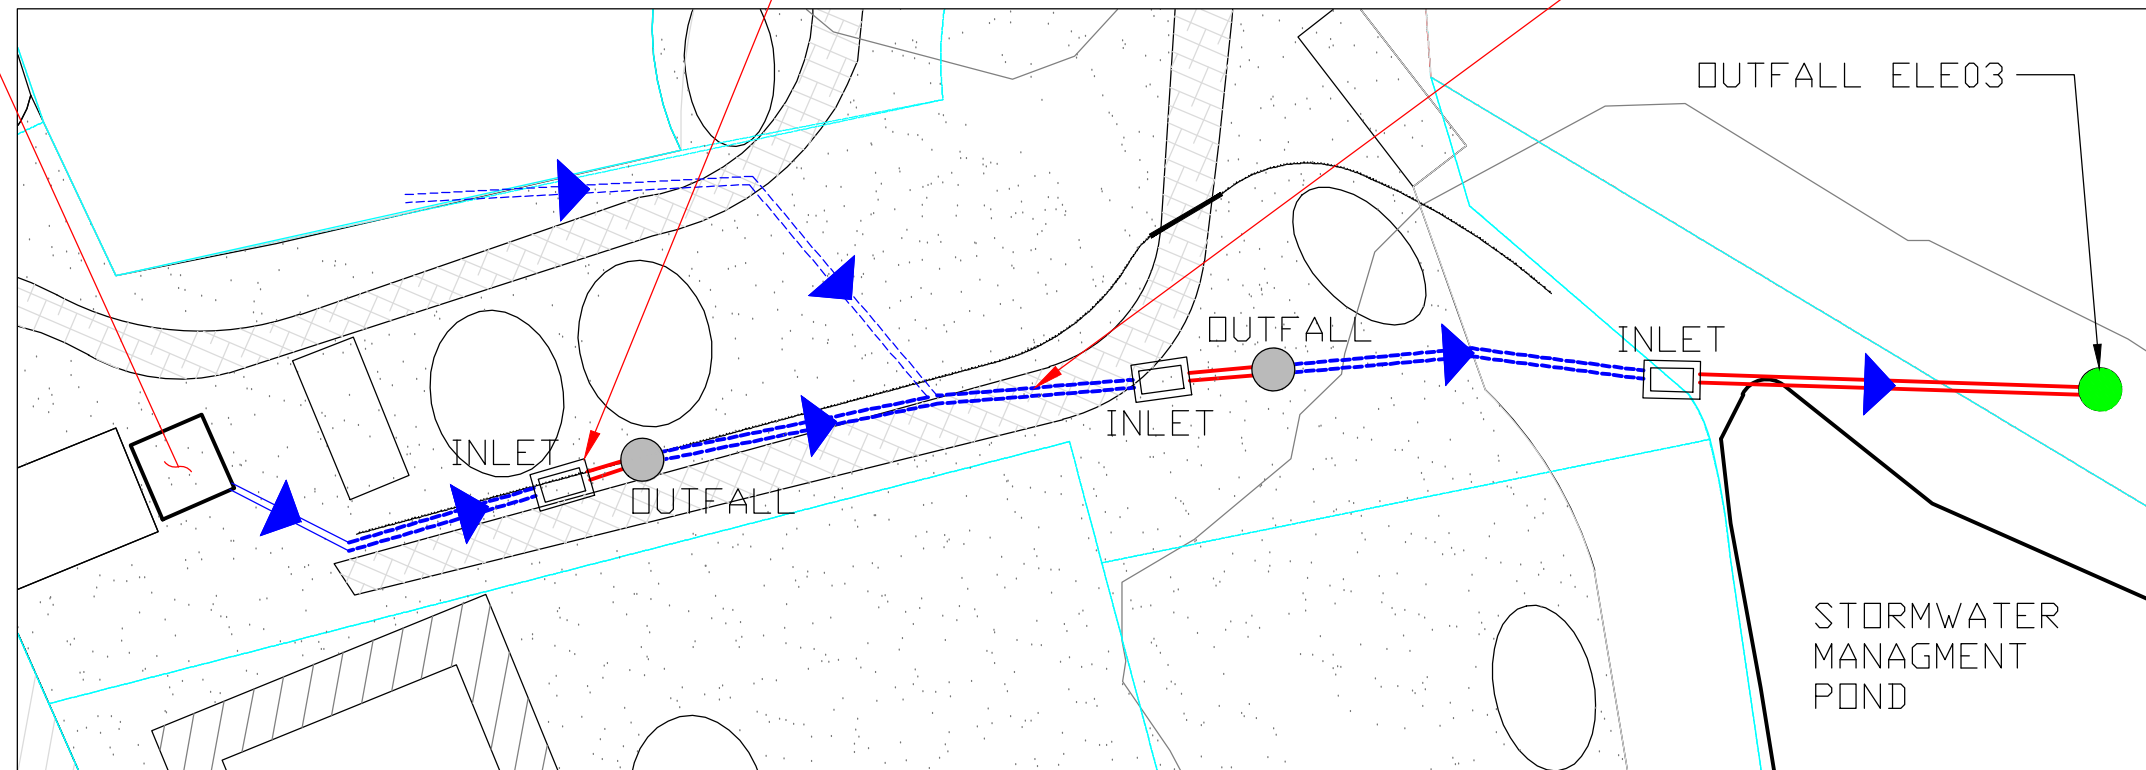 OUTFALL ELE03
OUTFALL
INLET
INLET
INLET
OUTFALL
STORMWATER
MANAGMENT
POND